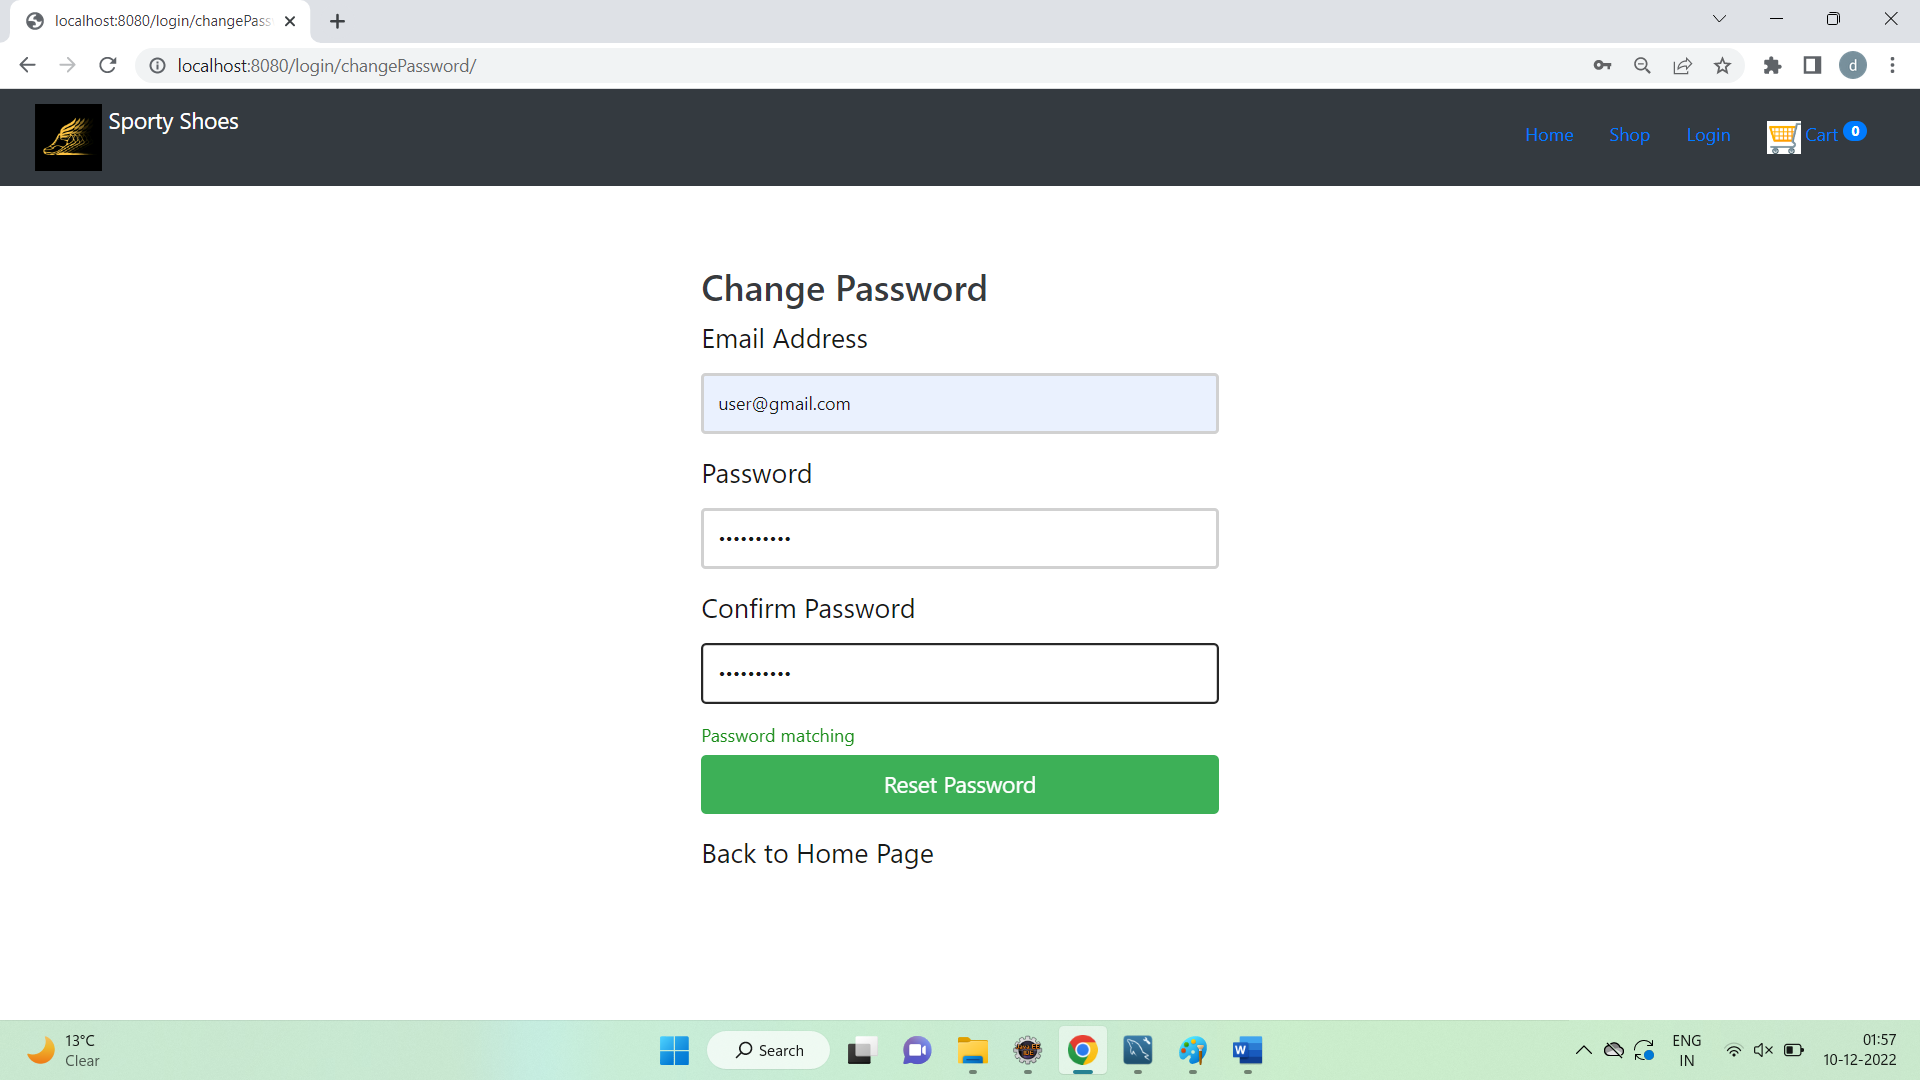 localhost:8080/login/changePass
localhost:8080/login/changePassword/
d
Sporty Shoes
Home
Shop
Login
Cart 0
Change Password
Email Address
user@gmail.com
Password
••••••••••
Confirm Password
••••••••••
Password matching
Reset Password
Back to Home Page
13°C
Clear
Search
ENG
IN
01:57
10-12-2022